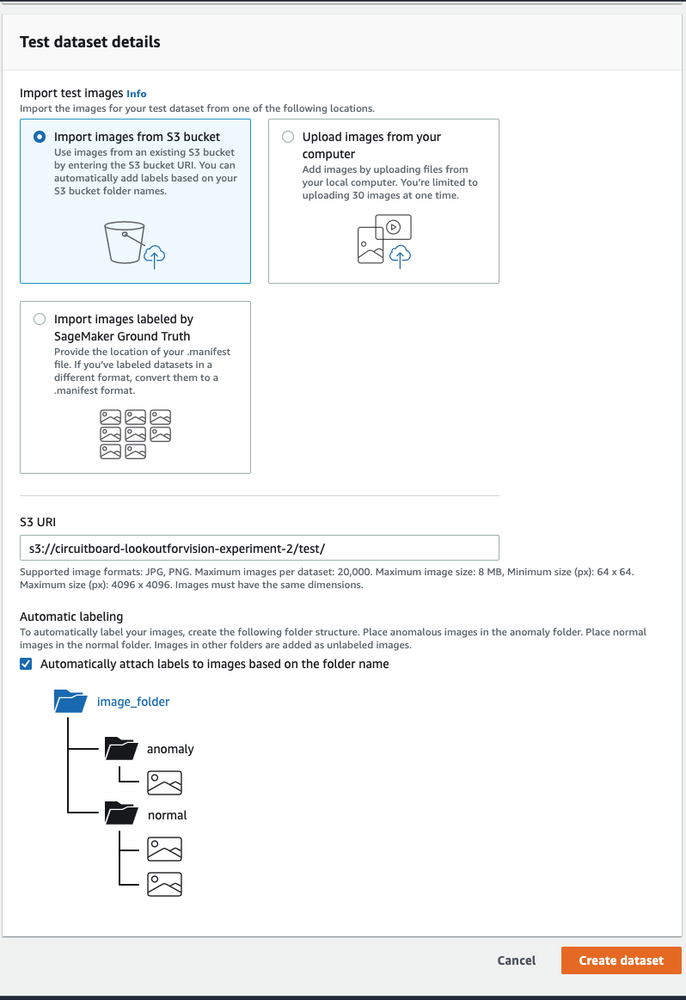 Test dataset details
Import test images Info
Import the images for your test dataset from one of the following locations.
Import images from S3 bucket
Use images from an existing S3 bucket
by entering the S3 bucket URI. You can
automatically add labels based on your
S3 bucket folder names.
Upload images from your
computer
Add images by uploading files from
your local computer. You're limited to
uploading 30 images at one time.
Import images labeled by
SageMaker Ground Truth
Provide the location of your .manifest
file. If you've labeled datasets in a
different format, convert them to a
.manifest format.
S3 URI
s3://circuitboard-lookoutforvision-experiment-2/test/
Supported image formats: JPG, PNG. Maximum images per dataset: 20,000. Maximum image size: 8 MB, Minimum size (px): 64 x 64.
Maximum size (px): 4096 x 4096. Images must have the same dimensions.
Automatic labeling
To automatically label your images, create the following folder structure. Place anomalous images in the anomaly folder. Place normal
images in the normal folder. Images in other folders are added as unlabeled images.
Automatically attach labels to images based on the folder name
image_folder
anomaly
normal
Cancel
Create dataset